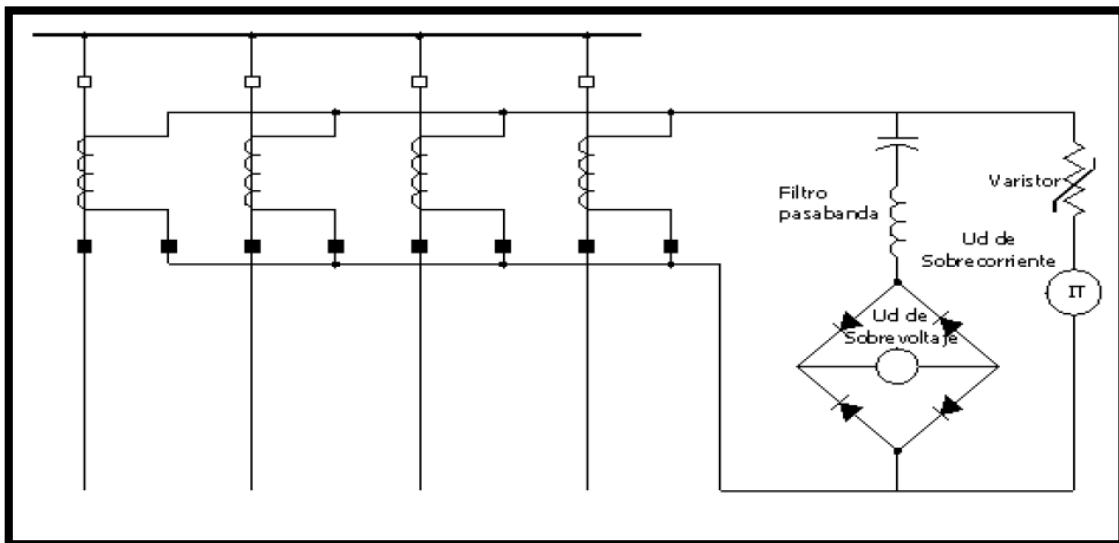 Filtro
pasabanda
Varistor
Ud de
Sobrecorriente
IT
Ud de
Sobrevoltaje